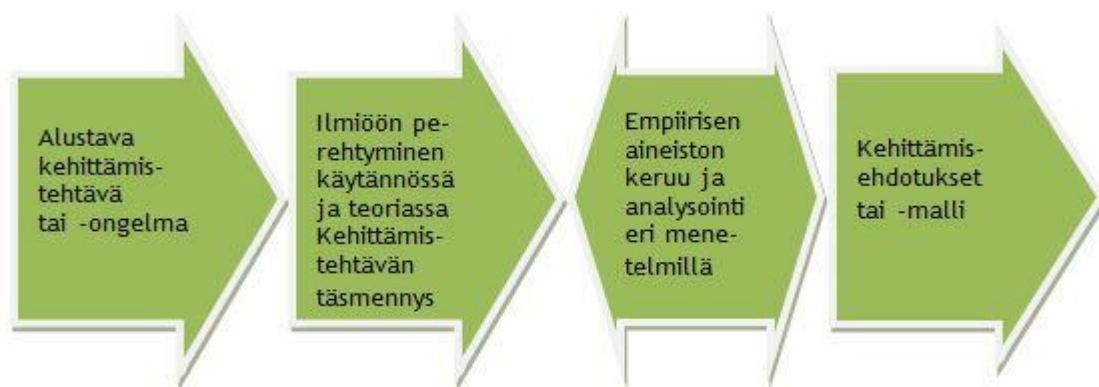 Alustava
kehittämis-
tehtävä
tai -ongelma
Ilmiöön pe-
rehtyminen
käytännössä
ja teoriassa
Kehittämis-
tehtävän
täsmennys
Empiirisen
aineiston
keruu ja
analysointi
eri mene-
telmillä
Kehittämis-
ehdotukset
tai -malli